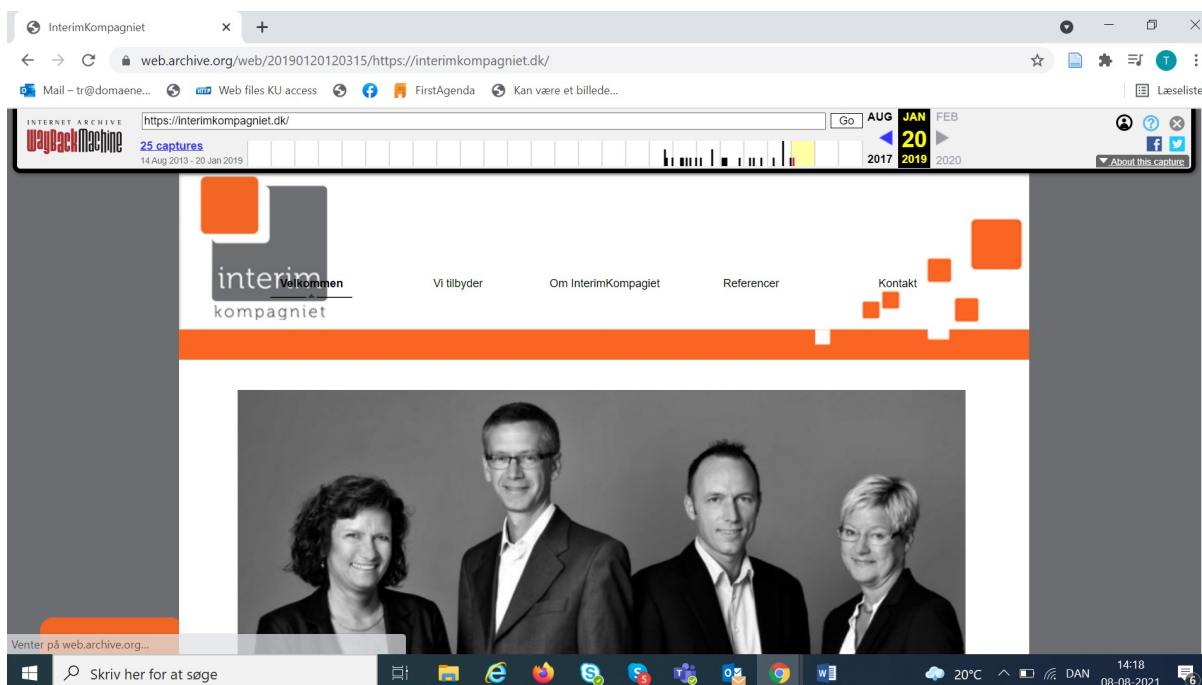 InterimKompagniet
web.archive.org/web/20190120120315/https://interimkompagniet.dk/
Mail – tr@domaene... Web files KU access FirstAgenda Kan være et billede... Læseliste
INTERNET ARCHIVE
WayBackMachine
https://interimkompagniet.dk/ Go
AUG JAN FEB
25 captures
20
14 Aug 2013 - 20 Jan 2019
2017 2019 2020
About this capture
interim
kompagniet
Velkommen Vi tilbyder Om InterimKompagiet Referencer Kontakt
Venter på web.archive.org...
Skriv her for at søge
20°C DAN 14:18
08-08-2021
6